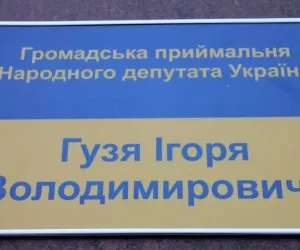 Громадська приймальня
Народного депутата Україн
Гузя Ігоря
Володимирович